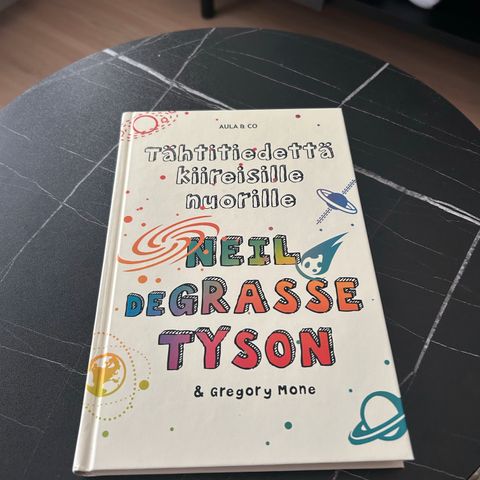 AULA & CO
Tähtitiedettä
kiireisille
nuorille
NEIL
DEGRASSE
TYSON
& Gregory Mone